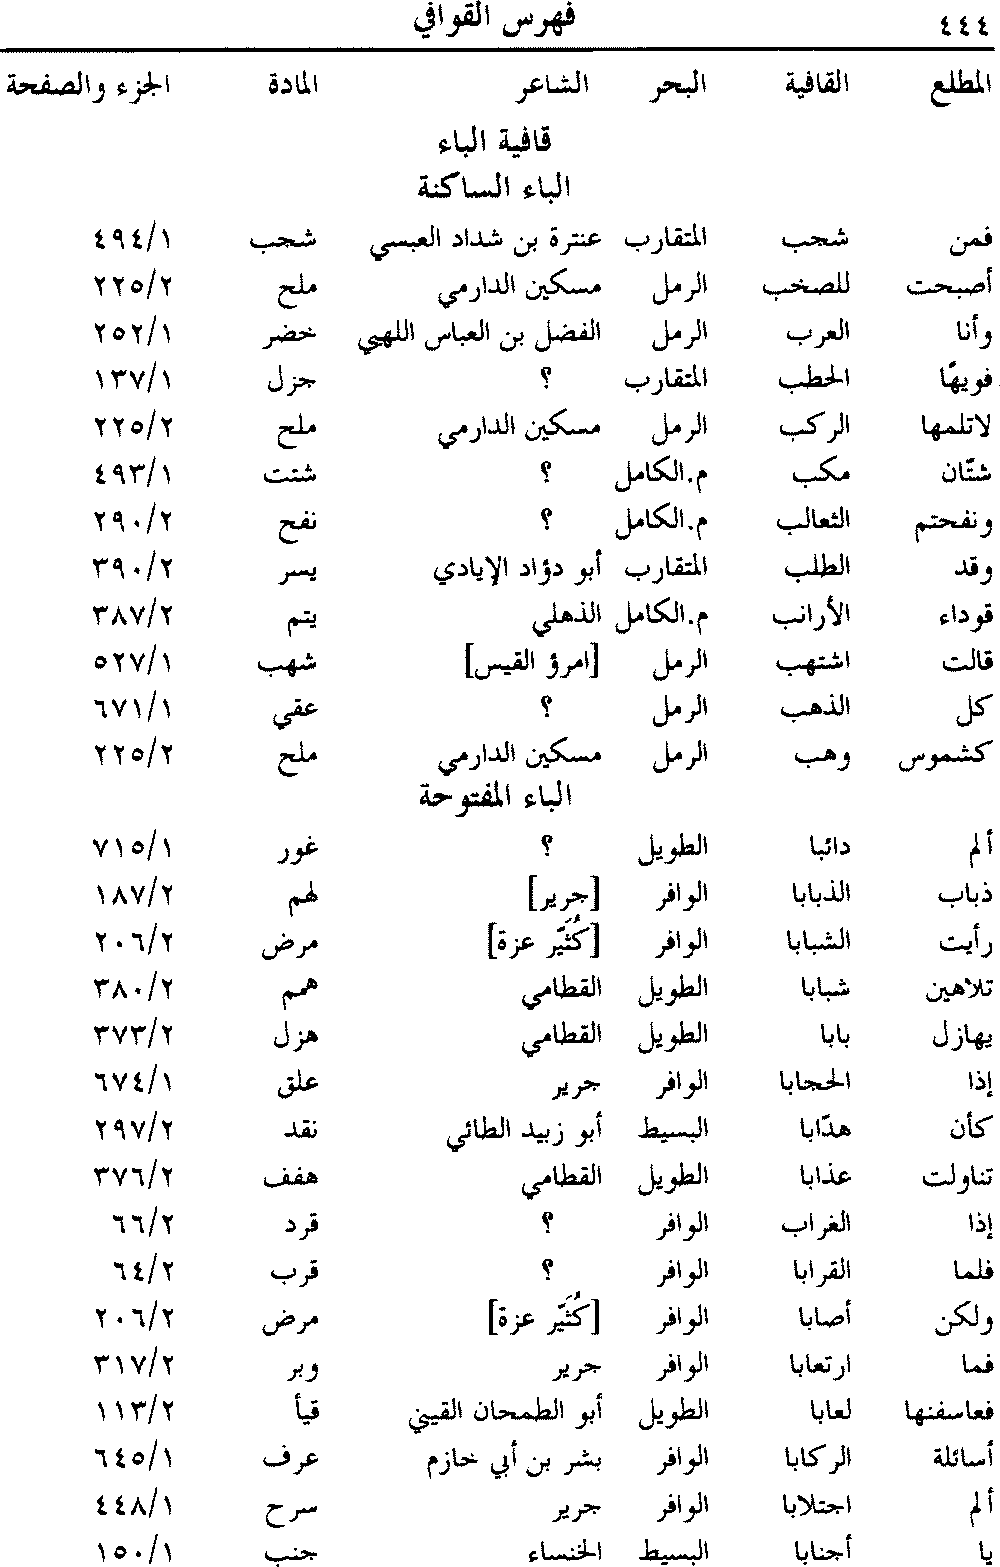 ٤٤٤ فهرس القوافي
المطلع القافية البحر الشاعر المادة الجزء والصفحة
قافية الباء
الباء الساكنة
فمن شجب المتقارب عنترة بن شداد العبسي شجب ٤٩٤/١
أصبحت للصخب الرمل مسكين الدارمي ملح ٢٢٥/٢
وأنا العرب الرمل الفضل بن العباس اللهبي خضر ٢٥٢/١
فويهًا الحطب المتقارب ؟ جزل ١٣٧/١
لاتلمها الركب الرمل مسكين الدارمي ملح ٢٢٥/٢
شتّان مكب م.الكامل ؟ شتت ٤٩٣/١
ونفحتم الثعالب م.الكامل ؟ نفح ٢٩٠/٢
وقد الطلب المتقارب أبو دؤاد الإيادي يسر ٣٩٠/٢
قوداء الأرانب م.الكامل الذهلي يتم ٣٨٧/٢
قالت اشتهب الرمل [امرؤ القيس] شهب ٥٢٧/١
كل الذهب الرمل ؟ عقي ٦٧١/١
كشموس وهب الرمل مسكين الدارمي ملح ٢٢٥/٢
الباء المفتوحة
ألم دائبا الطويل ؟ غور ٧١٥/١
ذباب الذبابا الوافر [جرير] لهم ١٨٧/٢
رأيت الشبابا الوافر [كُثَيِّر عزة] مرض ٢٠٦/٢
تلاهين شبابا الطويل القطامي همم ٣٨٠/٢
يهازل بابا الطويل القطامي هزل ٣٧٣/٢
إذا الحجابا الوافر جرير علق ٦٧٤/١
كأن هدّابا البسيط أبو زبيد الطائي نقد ٢٩٧/٢
تناولت عذابا الطويل القطامي هفف ٣٧٦/٢
إذا الغراب الوافر ؟ قرد ٦٦/٢
فلما القرابا الوافر ؟ قرب ٦٤/٢
ولكن أصابا الوافر [كُثَيِّر عزة] مرض ٢٠٦/٢
فما ارتعابا الوافر جرير وبر ٣١٧/٢
فعاسفنها لعابا الطويل أبو الطمحان القيني قيأ ١١٣/٢
أسائلة الركابا الوافر بشر بن أبي خازم عرف ٦٤٥/١
ألم اجتلابا الوافر جرير سرح ٤٤٨/١
يا أجنابا البسيط الخنساء جنب ١٥٠/١